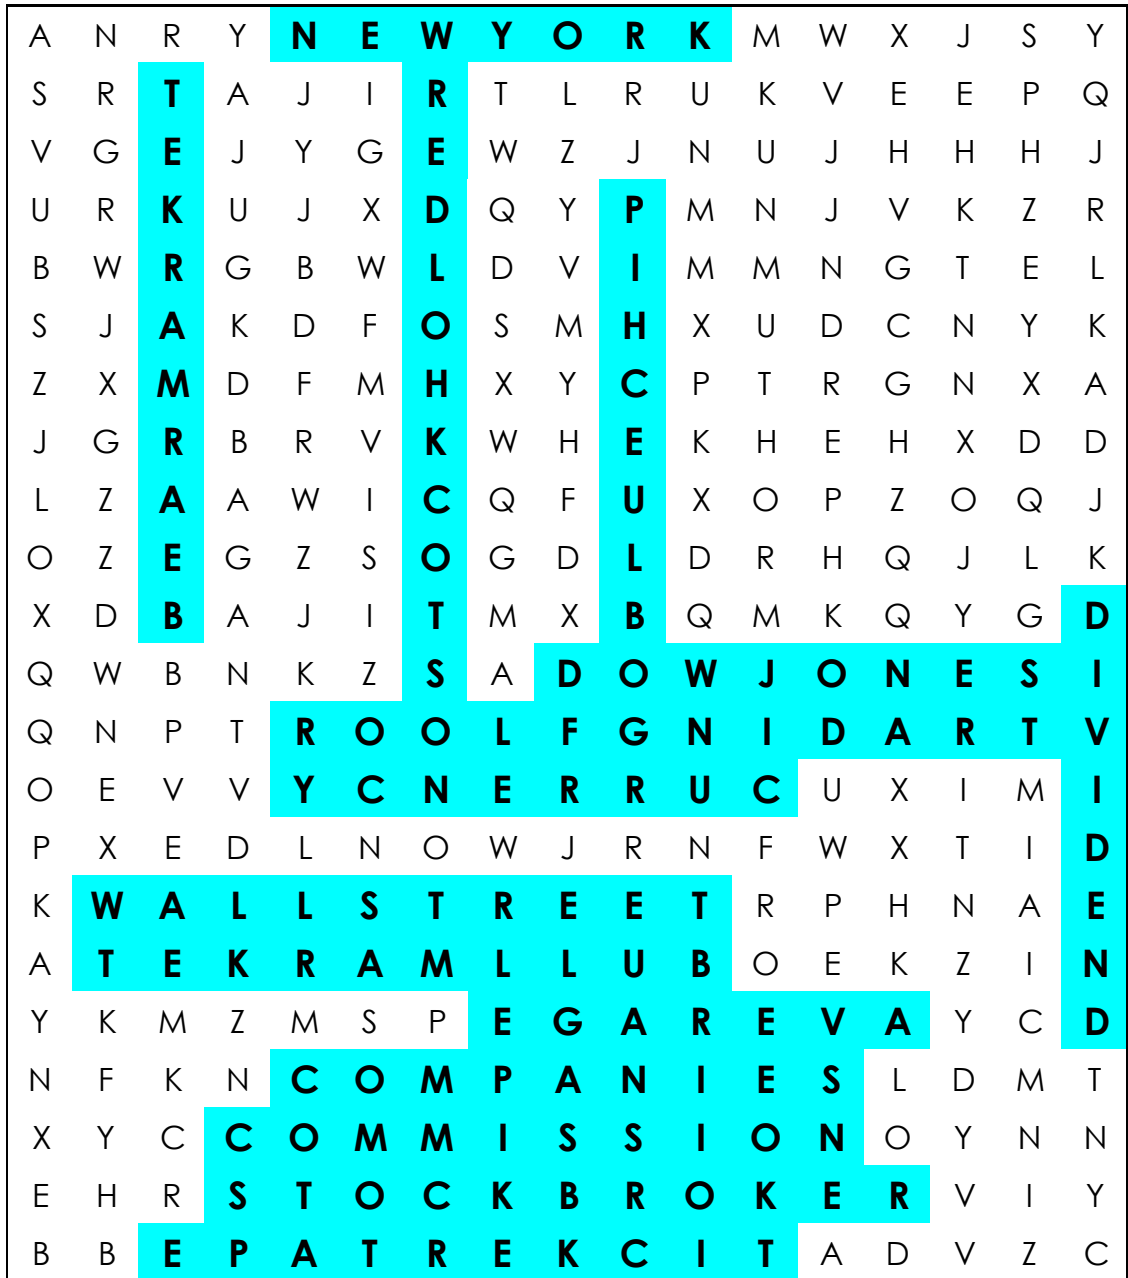 A N R Y N E W Y O R K M W X J S Y
S R T A J I R T L R U K V E E P Q
V G E J Y G E W Z J N U J H H H J
U R K U J X D Q Y P M N J V K Z R
B W R G B W L D V I M M N G T E L
S J A K D F O S M H X U D C N Y K
Z X M D F M H X Y C P T R G N X A
J G R B R V K W H E K H E H X D D
L Z A A W I C Q F U X O P Z O Q J
O Z E G Z S O G D L D R H Q J L K
X D B A J I T M X B Q M K Q Y G D
Q W B N K Z S A D O W J O N E S I
Q N P T R O O L F G N I D A R T V
O E V V Y C N E R R U C U X I M I
P X E D L N O W J R N F W X T I D
K W A L L S T R E E T R P H N A E
A T E K R A M L L U B O E K Z I N
Y K M Z M S P E G A R E V A Y C D
N F K N C O M P A N I E S L D M T
X Y C C O M M I S S I O N O Y N N
E H R S T O C K B R O K E R V I Y
B B E P A T R E K C I T A D V Z C